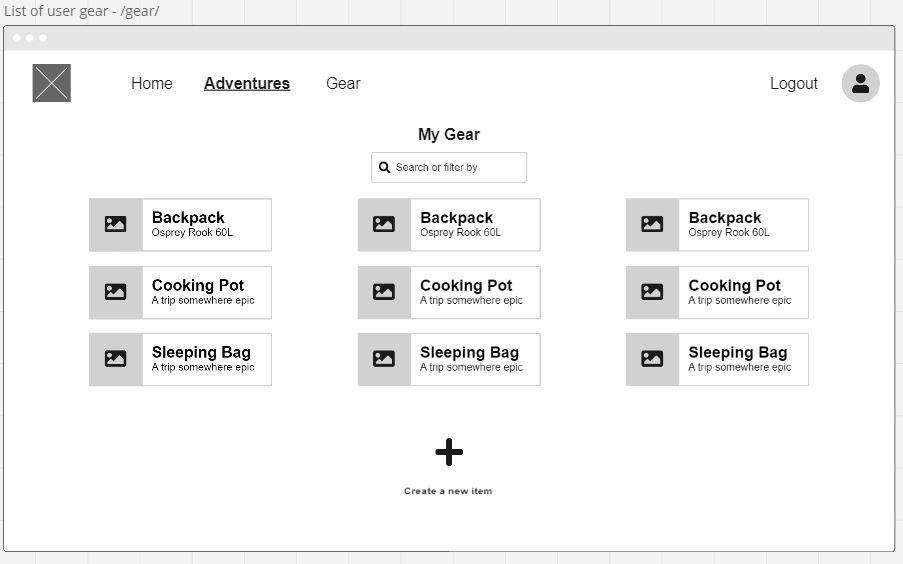 List of user gear - /gear/
Home Adventures Gear Logout
My Gear
Search or filter by
Backpack
Osprey Rook 60L
Backpack
Osprey Rook 60L
Backpack
Osprey Rook 60L
Cooking Pot
A trip somewhere epic
Cooking Pot
A trip somewhere epic
Cooking Pot
A trip somewhere epic
Sleeping Bag
A trip somewhere epic
Sleeping Bag
A trip somewhere epic
Sleeping Bag
A trip somewhere epic
Create a new item